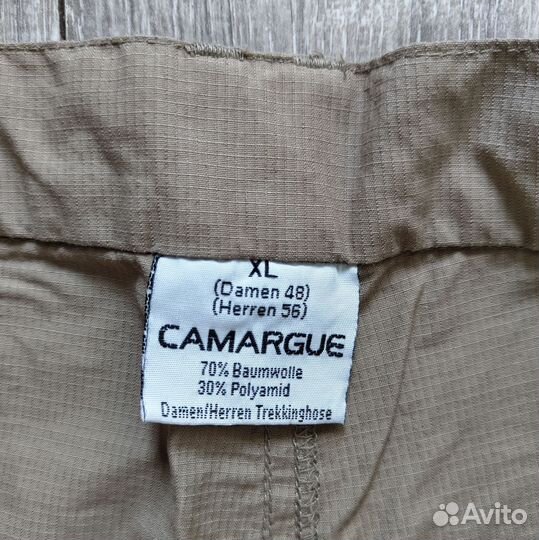 XL
(Damen 48)
(Herren 56)
CAMARGUE
70% Baumwolle
30% Polyamid
Damen/Herren Trekkinghose
Avito